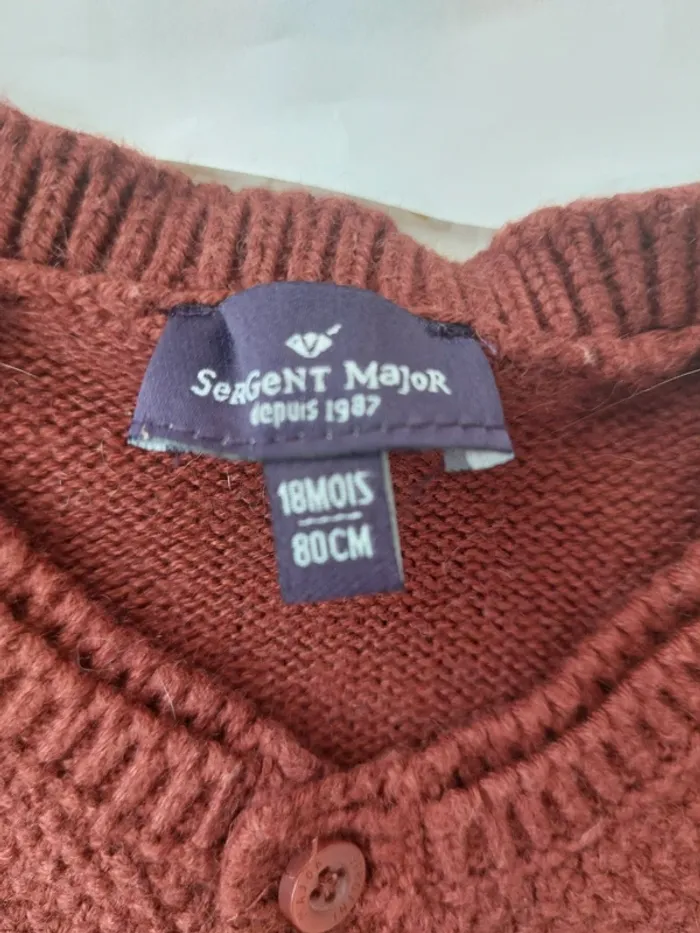 SeRGeNT MaJoR
depuis 1987
18MOIS
80CM